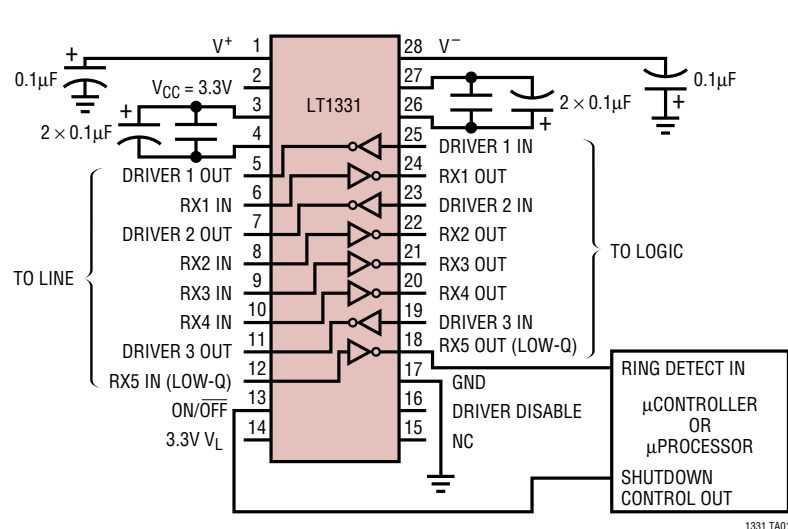 V+ 1
28 V−
0.1µF
+
2
27
0.1µF
+
VCC = 3.3V
LT1331
3
26
2 × 0.1µF
+
2 × 0.1µF
+
4
25 DRIVER 1 IN
5
24 RX1 OUT
DRIVER 1 OUT
6
23 DRIVER 2 IN
RX1 IN
7
22 RX2 OUT
DRIVER 2 OUT
8
21 RX3 OUT
RX2 IN
9
20 RX4 OUT
RX3 IN
10
19 DRIVER 3 IN
RX4 IN
11
18 RX5 OUT (LOW-Q)
DRIVER 3 OUT
12
17 GND
RX5 IN (LOW-Q)
13
16 DRIVER DISABLE
ON/OFF
14
15 NC
3.3V VL
TO LINE
TO LOGIC
RING DETECT IN
µCONTROLLER
OR
µPROCESSOR
SHUTDOWN
CONTROL OUT
1331 TA01